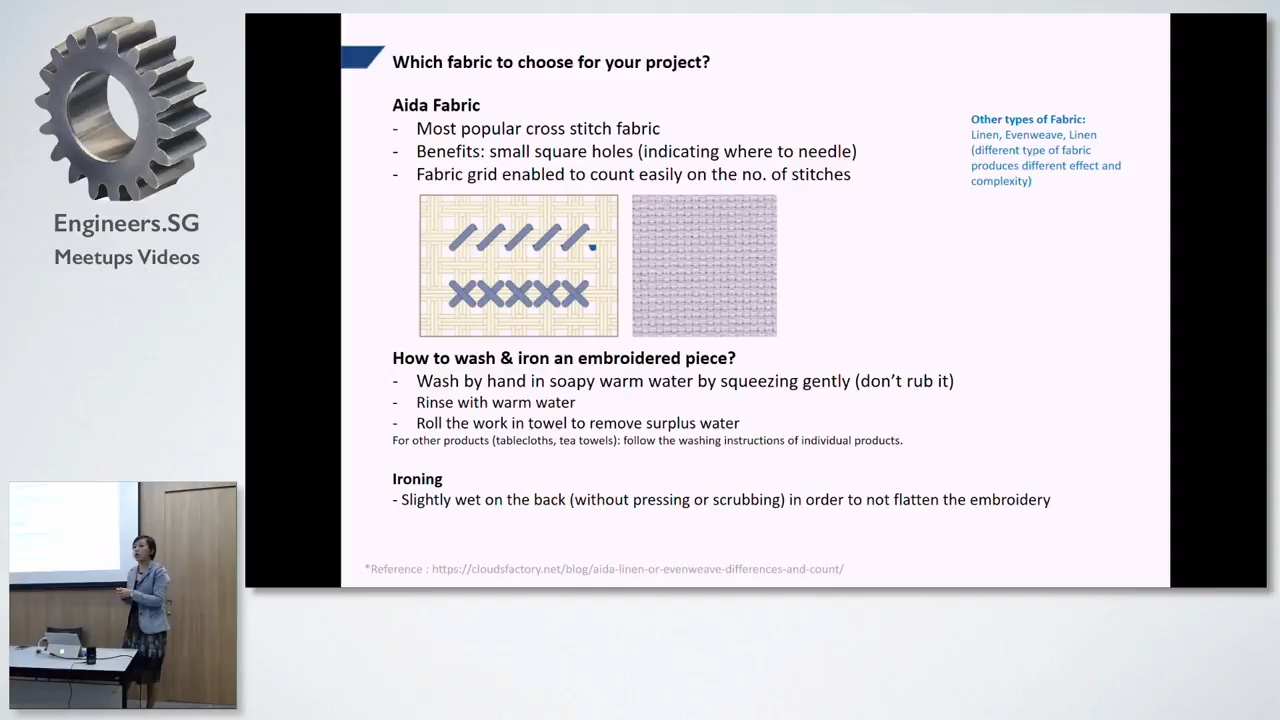 Engineers.SG
Meetups Videos
Which fabric to choose for your project?
Aida Fabric
- Most popular cross stitch fabric
- Benefits: small square holes (indicating where to needle)
- Fabric grid enabled to count easily on the no. of stitches
Other types of Fabric:
Linen, Evenweave, Linen
(different type of fabric
produces different effect and
complexity)
How to wash & iron an embroidered piece?
- Wash by hand in soapy warm water by squeezing gently (don’t rub it)
- Rinse with warm water
- Roll the work in towel to remove surplus water
For other products (tablecloths, tea towels): follow the washing instructions of individual products.
Ironing
- Slightly wet on the back (without pressing or scrubbing) in order to not flatten the embroidery
*Reference : https://cloudsfactory.net/blog/aida-linen-or-evenweave-differences-and-count/